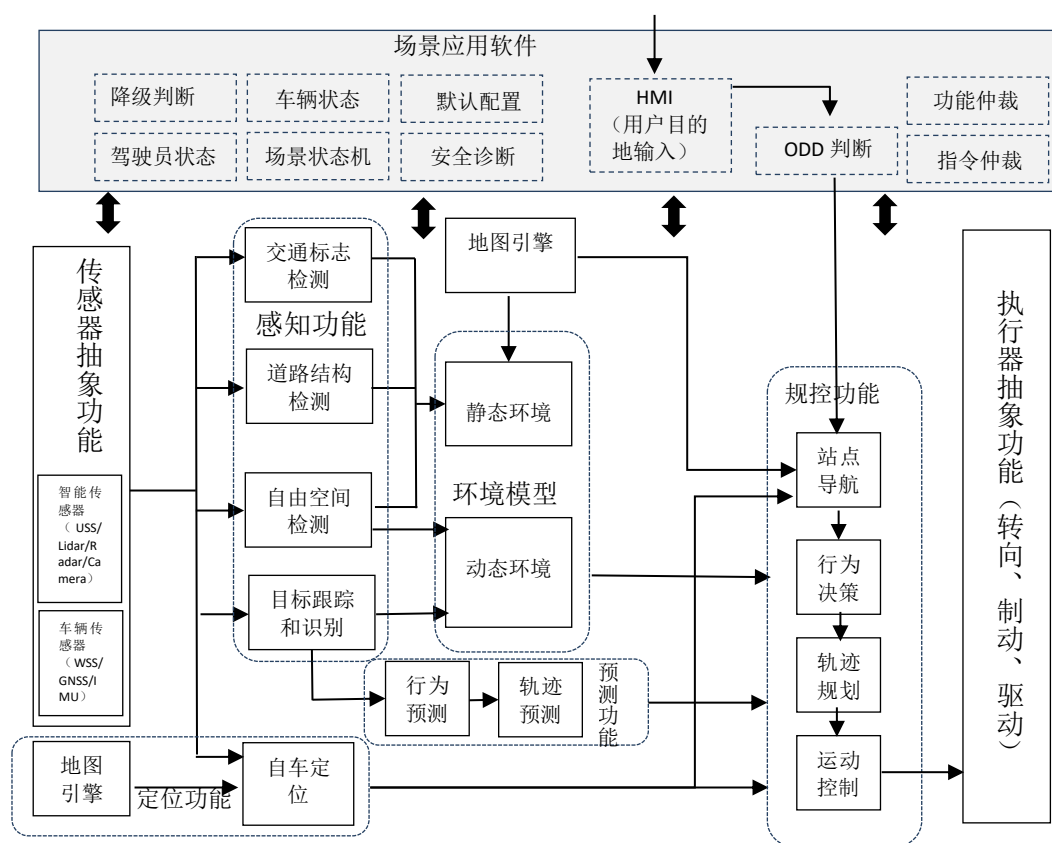 场景应用软件
降级判断
车辆状态
默认配置
HMI
（用户目的
地输入）
功能仲裁
驾驶员状态
场景状态机
安全诊断
ODD 判断
指令仲裁
传感器抽象功能
智能传
感器
（ USS/
Lidar/R
adar/Ca
mera）
车辆传
感器
（ WSS/
GNSS/I
MU）
交通标志
检测
感知功能
道路结构
检测
自由空间
检测
目标跟踪
和识别
地图引擎
静态环境
环境模型
动态环境
行为
预测
轨迹
预测
预测功能
地图
引擎
定位功能
自车定
位
规控功能
站点
导航
行为
决策
轨迹
规划
运动
控制
执行器抽象功能（转向、制动、驱动）